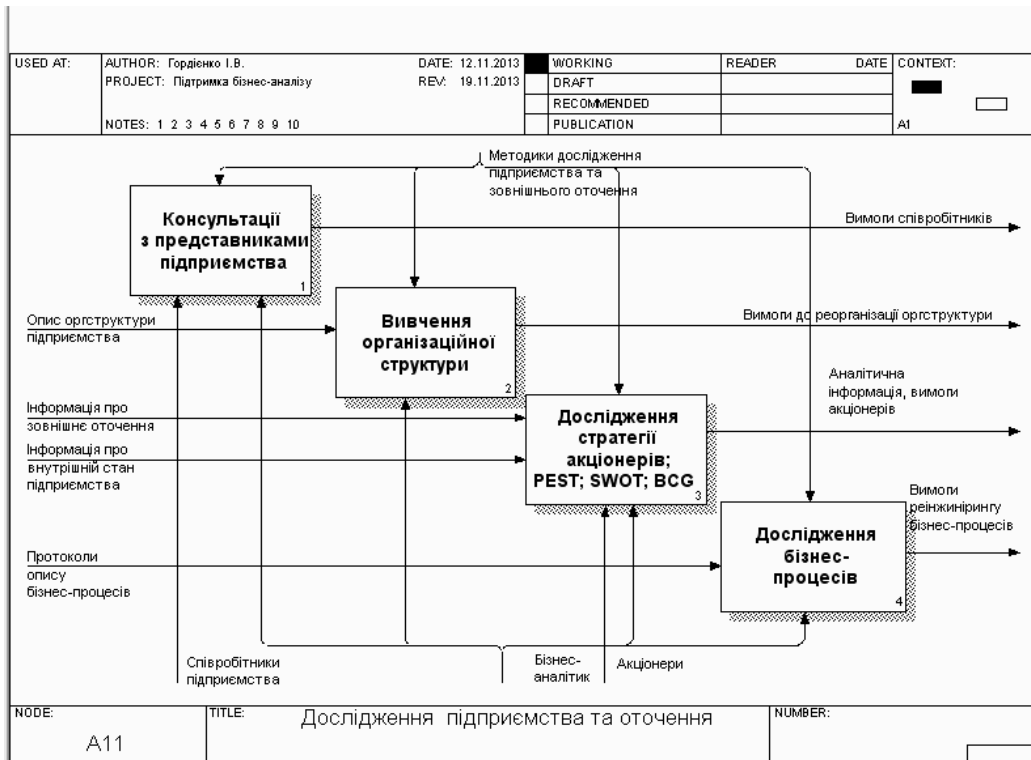 USED AT:
AUTHOR: Гордієнко І.В.
DATE: 12.11.2013
PROJECT: Підтримка бізнес-аналізу
REV: 19.11.2013
NOTES: 1 2 3 4 5 6 7 8 9 10
WORKING
DRAFT
RECOMMENDED
PUBLICATION
READER
DATE
CONTEXT:
A1
Методики дослідження
підприємства та
зовнішнього оточення
Консультації
з представниками
підприємства
1
Вимоги співробітників
Опис оргструктури
підприємства
Вивчення
організаційної
структури
2
Вимоги до реорганізації оргструктури
Інформація про
зовнішнє оточення
Інформація про
внутрішній стан
підприємства
Дослідження
стратегії
акціонерів;
PEST; SWOT; BCG
3
Аналітична
інформація, вимоги
акціонерів
Вимоги
реінжинірингу
бізнес-процесів
Протоколи
опису
бізнес-процесів
Дослідження
бізнес-
процесів
4
Співробітники
підприємства
Бізнес-
аналітик
Акціонери
NODE:
A11
TITLE:
Дослідження підприємства та оточення
NUMBER: